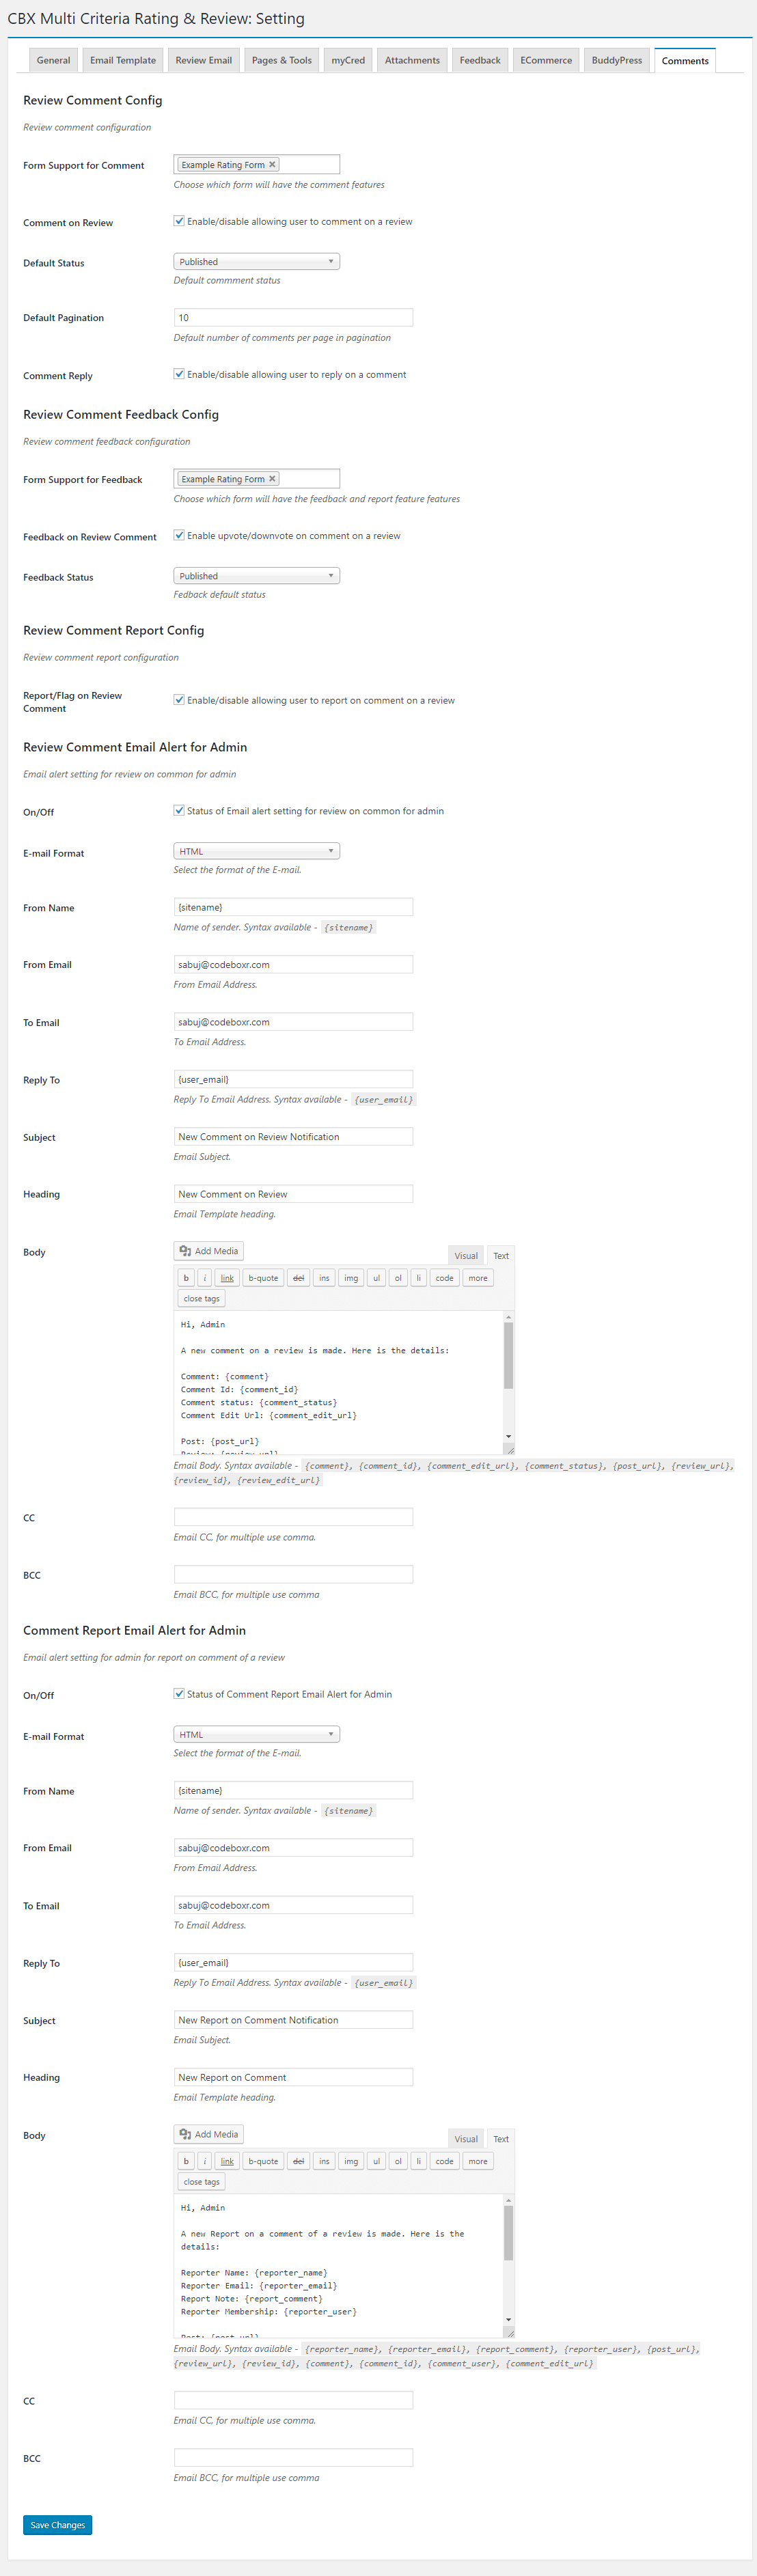 CBX Multi Criteria Rating & Review: Setting
General Email Template Review Email Pages & Tools myCred Attachments Feedback ECommerce BuddyPress Comments
Review Comment Config
Review comment configuration
Form Support for Comment Example Rating Form ×
Choose which form will have the comment features
Comment on Review Enable/disable allowing user to comment on a review
Default Status Published
Default commment status
Default Pagination 10
Default number of comments per page in pagination
Comment Reply Enable/disable allowing user to reply on a comment
Review Comment Feedback Config
Review comment feedback configuration
Form Support for Feedback Example Rating Form ×
Choose which form will have the feedback and report feature features
Feedback on Review Comment Enable upvote/downvote on comment on a review
Feedback Status Published
Fedback default status
Review Comment Report Config
Review comment report configuration
Report/Flag on Review
Comment
Enable/disable allowing user to report on comment on a review
Review Comment Email Alert for Admin
Email alert setting for review on common for admin
On/Off Status of Email alert setting for review on common for admin
E-mail Format HTML
Select the format of the E-mail.
From Name {sitename}
Name of sender. Syntax available - {sitename}
From Email sabuj@codeboxr.com
From Email Address.
To Email sabuj@codeboxr.com
To Email Address.
Reply To {user_email}
Reply To Email Address. Syntax available - {user_email}
Subject New Comment on Review Notification
Email Subject.
Heading New Comment on Review
Email Template heading.
Body Add Media Visual Text
b i link b-quote del ins img ul ol li code more
close tags
Hi, Admin
A new comment on a review is made. Here is the details:
Comment: {comment}
Comment Id: {comment_id}
Comment status: {comment_status}
Comment Edit Url: {comment_edit_url}
Post: {post_url}
Review: {review_url}
Email Body. Syntax available - {comment}, {comment_id}, {comment_edit_url}, {comment_status}, {post_url}, {review_url},
{review_id}, {review_edit_url}
CC
Email CC, for multiple use comma.
BCC
Email BCC, for multiple use comma
Comment Report Email Alert for Admin
Email alert setting for admin for report on comment of a review
On/Off Status of Comment Report Email Alert for Admin
E-mail Format HTML
Select the format of the E-mail.
From Name {sitename}
Name of sender. Syntax available - {sitename}
From Email sabuj@codeboxr.com
From Email Address.
To Email sabuj@codeboxr.com
To Email Address.
Reply To {user_email}
Reply To Email Address. Syntax available - {user_email}
Subject New Report on Comment Notification
Email Subject.
Heading New Report on Comment
Email Template heading.
Body Add Media Visual Text
b i link b-quote del ins img ul ol li code more
close tags
Hi, Admin
A new Report on a comment of a review is made. Here is the
details:
Reporter Name: {reporter_name}
Reporter Email: {reporter_email}
Report Note: {report_comment}
Reporter Membership: {reporter_user}
Post: {post_url}
Email Body. Syntax available - {reporter_name}, {reporter_email}, {report_comment}, {reporter_user}, {post_url},
{review_url}, {review_id}, {comment}, {comment_id}, {comment_user}, {comment_edit_url}
CC
Email CC, for multiple use comma.
BCC
Email BCC, for multiple use comma
Save Changes